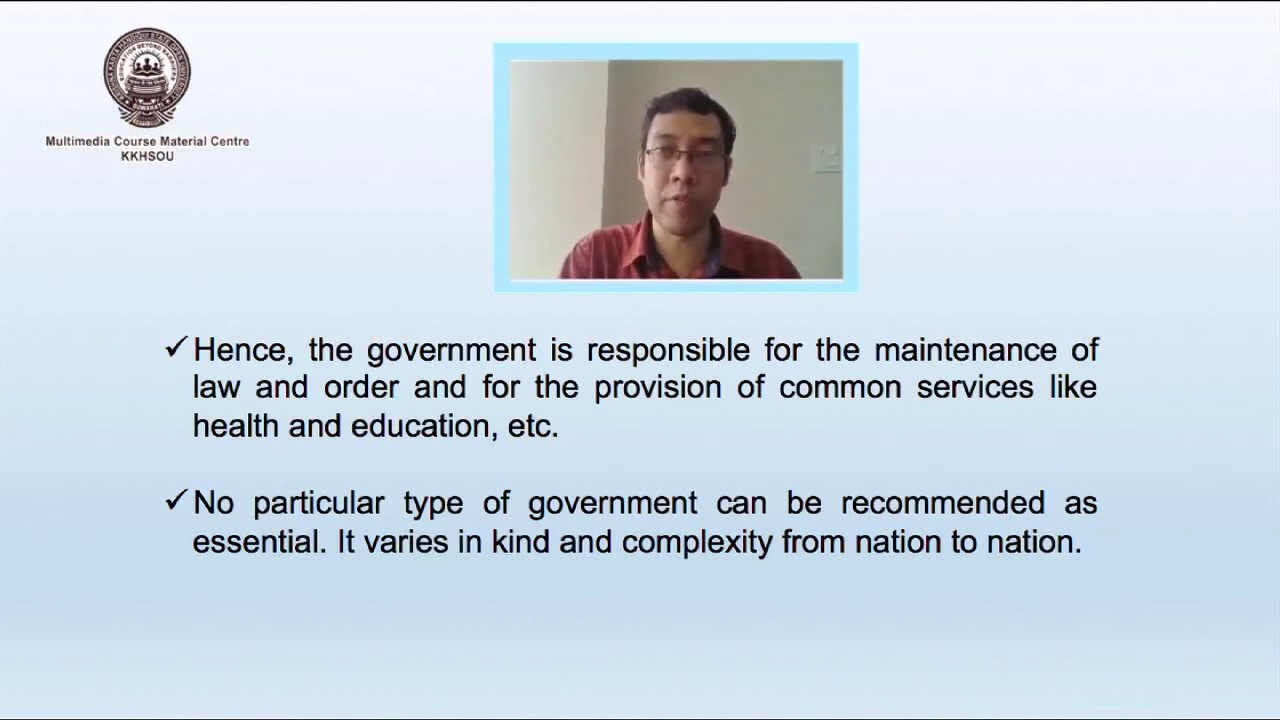 Multimedia Course Material Centre
KKHSOU
✓Hence, the government is responsible for the maintenance of
law and order and for the provision of common services like
health and education, etc.
✓No particular type of government can be recommended as
essential. It varies in kind and complexity from nation to nation.